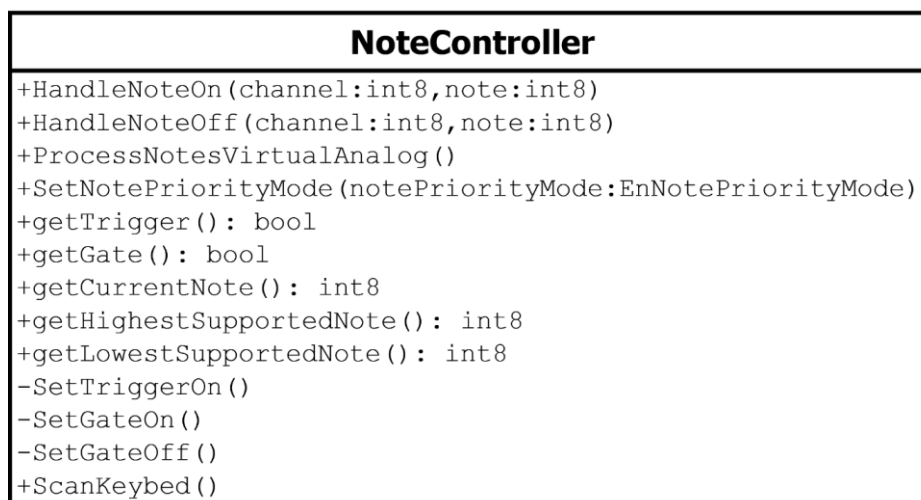 NoteController
+HandleNoteOn(channel:int8,note:int8)
+HandleNoteOff(channel:int8,note:int8)
+ProcessNotesVirtualAnalog()
+SetNotePriorityMode(notePriorityMode:EnNotePriorityMode)
+getTrigger(): bool
+getGate(): bool
+getCurrentNote(): int8
+getHighestSupportedNote(): int8
+getLowestSupportedNote(): int8
-SetTriggerOn()
-SetGateOn()
-SetGateOff()
+ScanKeybed()